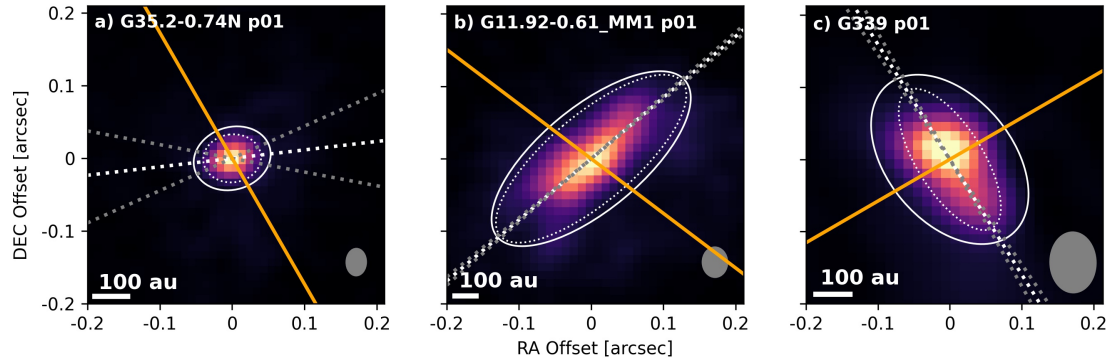 a) G35.2-0.74N p01
b) G11.92-0.61_MM1 p01
c) G339 p01
0.2
0.1
0
-0.1
-0.2
DEC Offset [arcsec]
100 au
100 au
100 au
-0.2 -0.1 0 0.1 0.2
-0.2 -0.1 0 0.1 0.2
-0.2 -0.1 0 0.1 0.2
RA Offset [arcsec]